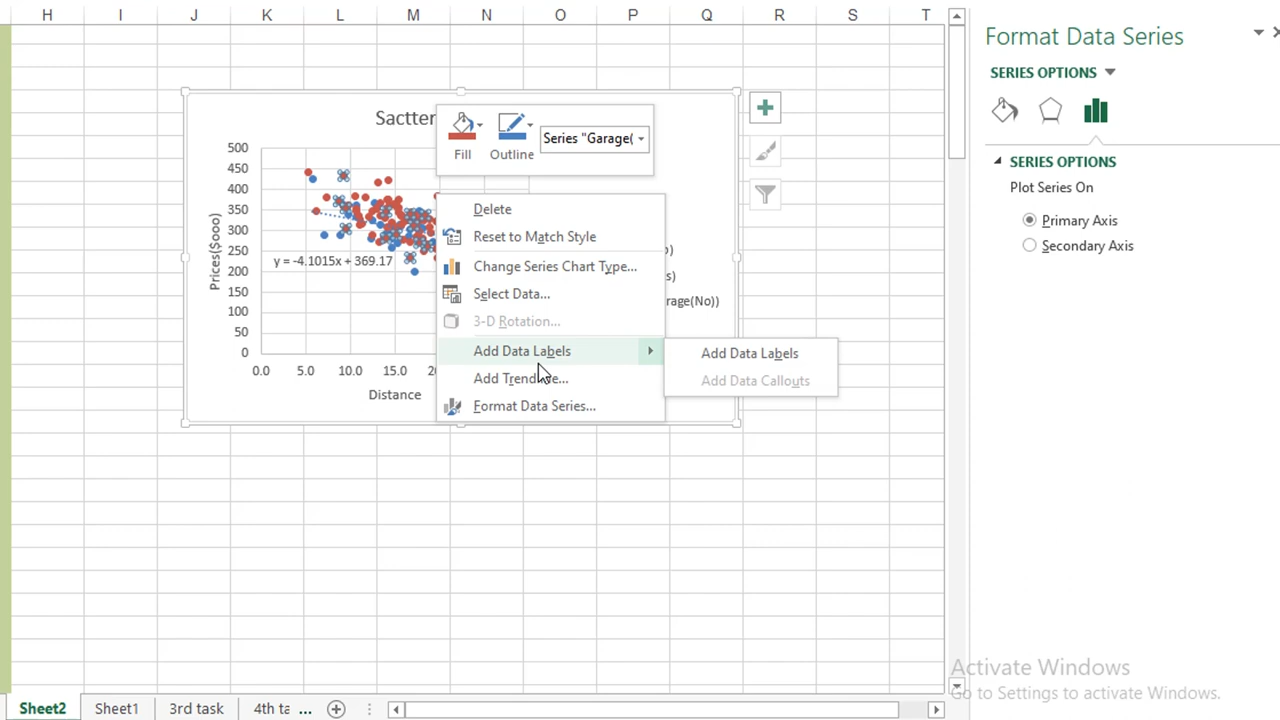 H I J K L M N O P Q R S T
Format Data Series
SERIES OPTIONS
Sactter
Series "Garage(
Fill Outline
SERIES OPTIONS
Plot Series On
Primary Axis
Secondary Axis
500
450
400
350
300
250
200
150
100
50
0
Prices($ooo)
y = -4.1015x + 369.17
0.0 5.0 10.0 15.0
Distance
Delete
Reset to Match Style
Change Series Chart Type...
Select Data...
3-D Rotation...
Add Data Labels
Format Data Series...
Add Data Labels
Add Data Callouts
Activate Windows
Go to Settings to activate Windows.
Sheet2 Sheet1 3rd task 4th ta ...